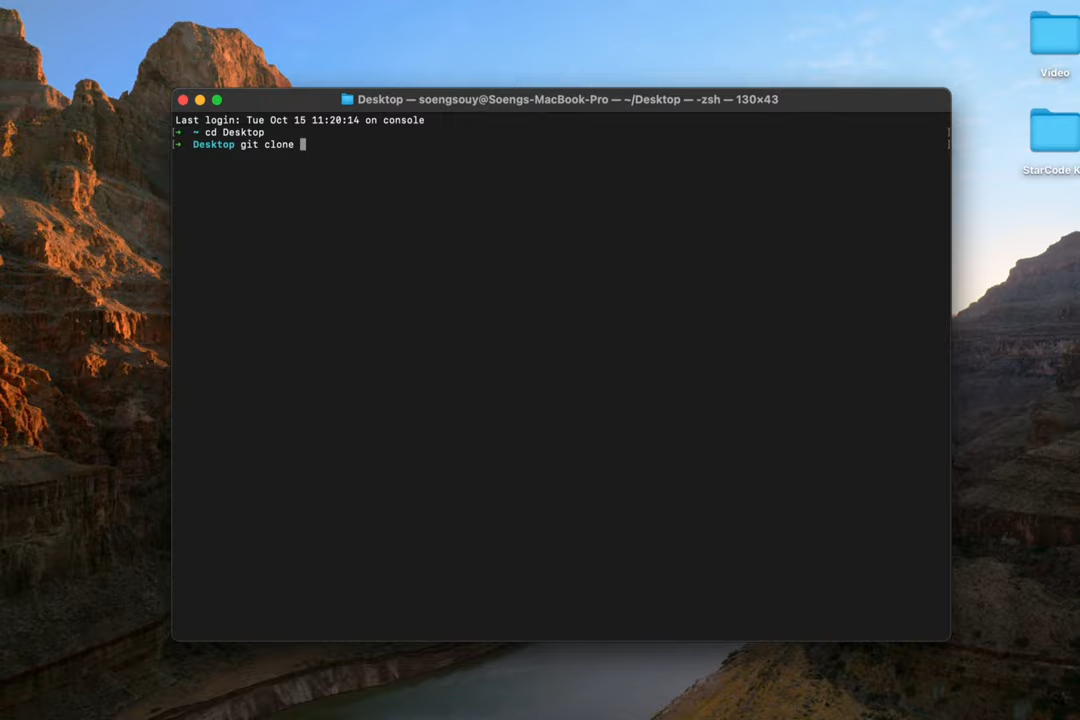 Video
Desktop — soengsouy@Soengs-MacBook-Pro — ~/Desktop — -zsh — 130×43
Last login: Tue Oct 15 11:20:14 on console
[➜ ~ cd Desktop ]
[➜ Desktop git clone ]
StarCode K